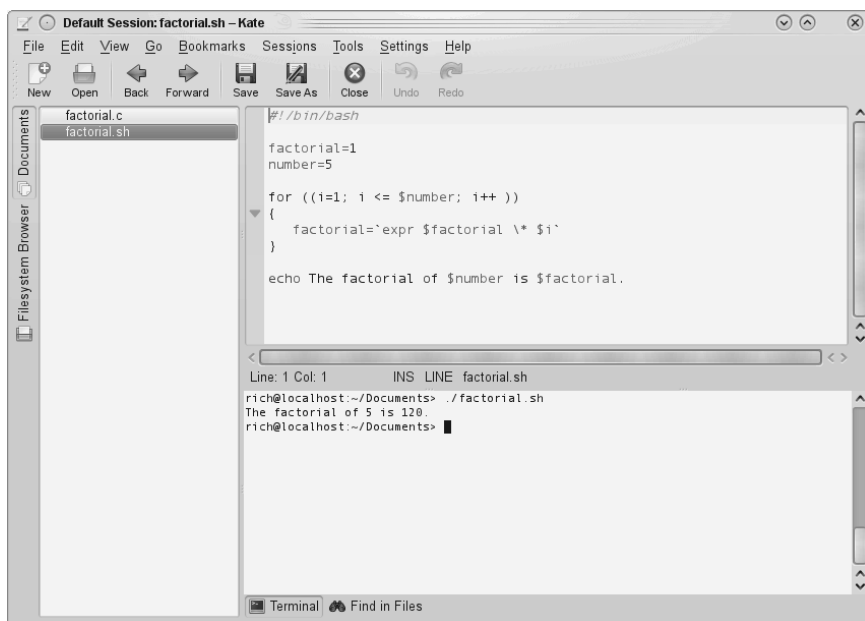 Default Session: factorial.sh – Kate
File Edit View Go Bookmarks Sessions Tools Settings Help
New Open Back Forward Save Save As Close Undo Redo
Documents
Filesystem Browser
factorial.c
factorial.sh
#!/bin/bash
factorial=1
number=5
for ((i=1; i <= $number; i++ ))
{
factorial=`expr $factorial \* $i`
}
echo The factorial of $number is $factorial.
Line: 1 Col: 1 INS LINE factorial.sh
rich@localhost:~/Documents> ./factorial.sh
The factorial of 5 is 120.
rich@localhost:~/Documents>
Terminal Find in Files